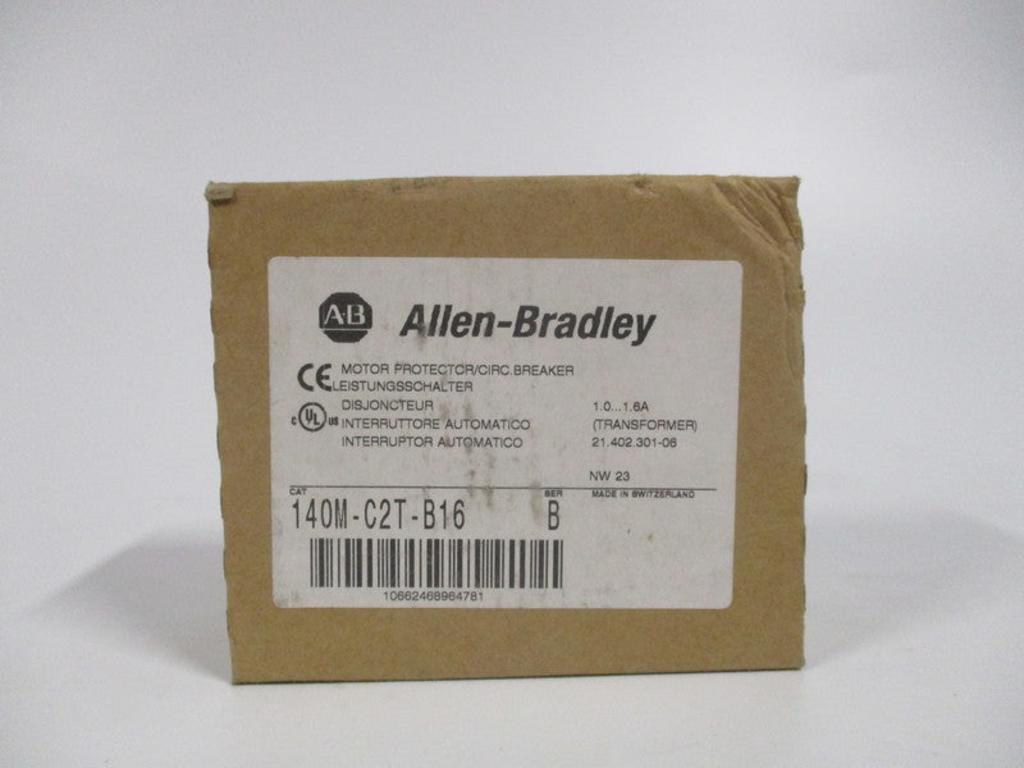 A-B Allen-Bradley
CE MOTOR PROTECTOR/CIRC.BREAKER
LEISTUNGSSCHALTER
DISJONCTEUR 1.0...1.6A
c UL us INTERRUTTORE AUTOMATICO (TRANSFORMER)
INTERRUPTOR AUTOMATICO 21.402.301-06
NW 23
CAT SER MADE IN SWITZERLAND
140M-C2T-B16 B
10662468964781